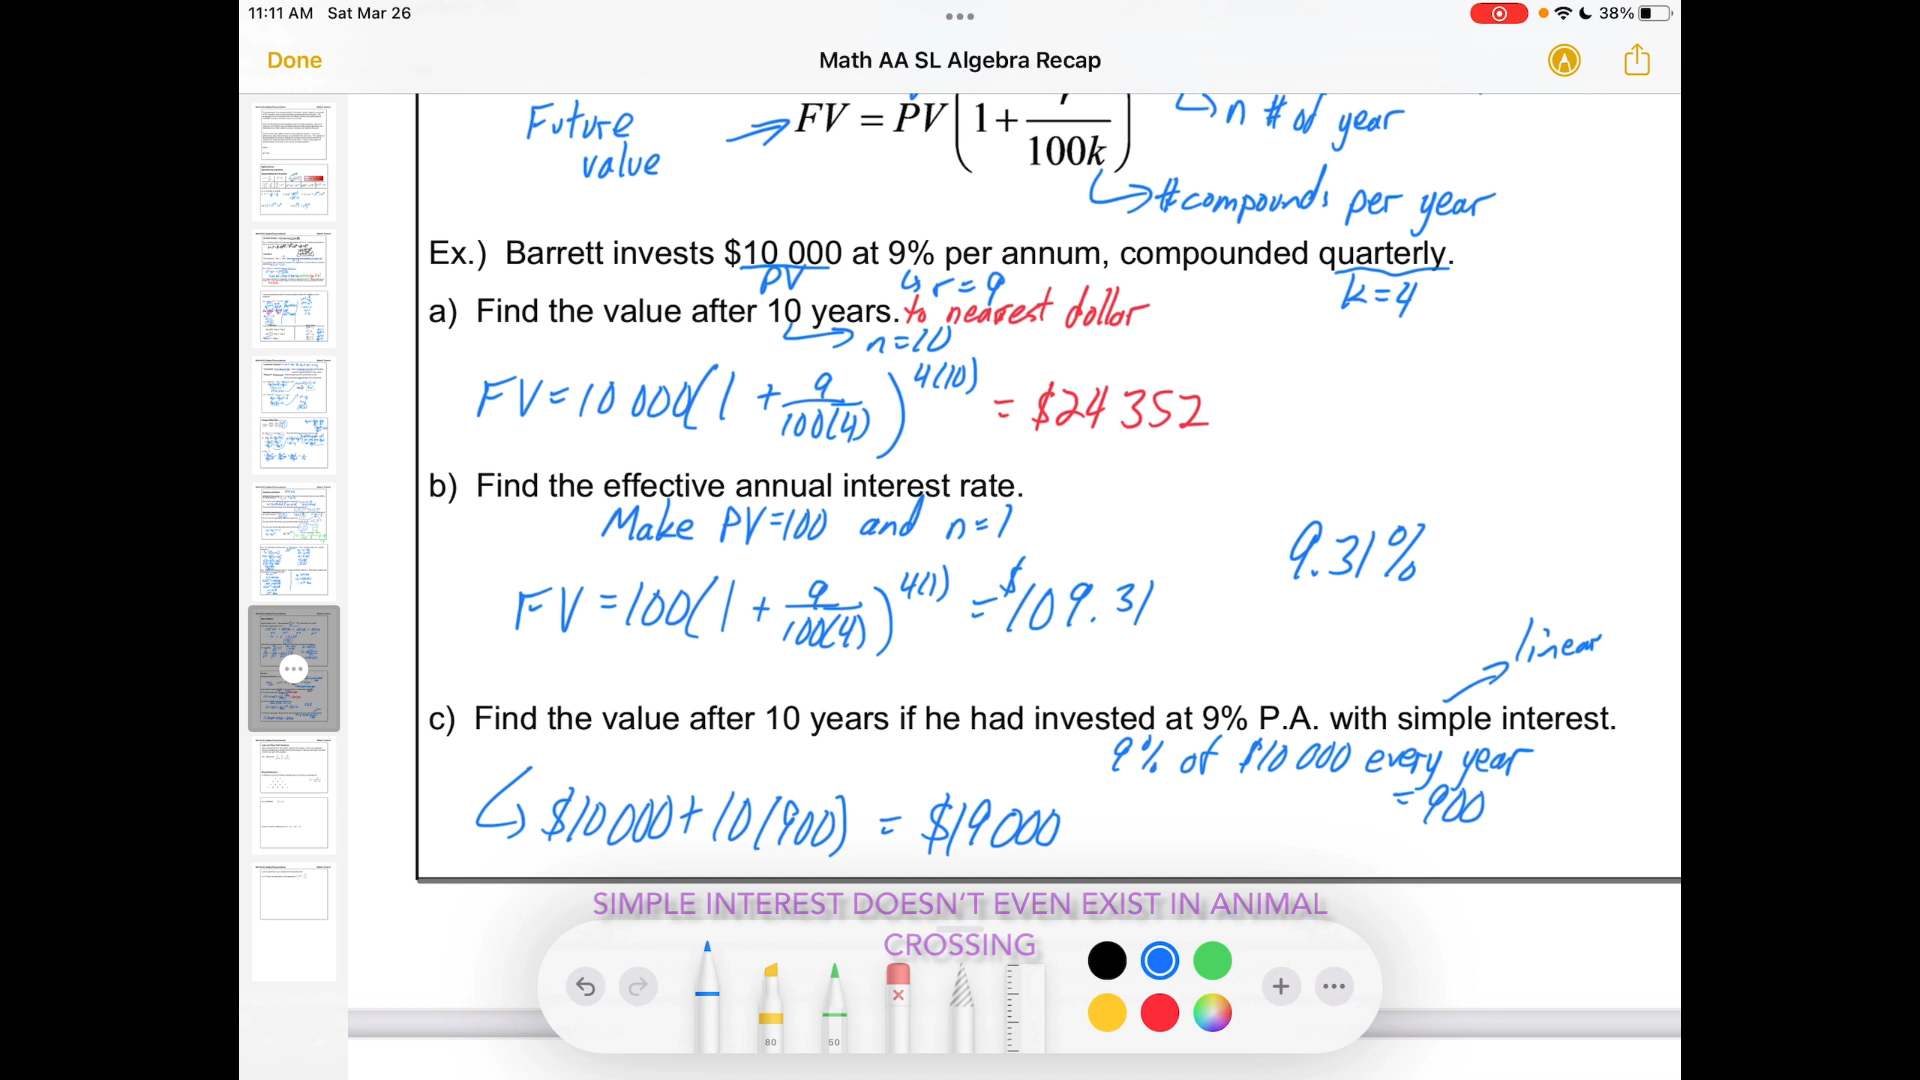 11:11 AM Sat Mar 26
38%
Done
Math AA SL Algebra Recap
Future
value
FV = PV(1+ r/100k)
n # of year
# compounds per year
Ex.) Barrett invests $10 000 at 9% per annum, compounded quarterly.
PV
r = 9
k = 4
a) Find the value after 10 years. to nearest dollar
n = 10
FV = 10 000(1 + 9/100(4))^4(10) = $24 352
b) Find the effective annual interest rate.
Make PV=100 and n=1
9.31%
FV = 100(1 + 9/100(4))^4(1) = $109.31
linear
c) Find the value after 10 years if he had invested at 9% P.A. with simple interest.
9% of $10 000 every year
= 900
$10 000 + 10(900) = $19 000
SIMPLE INTEREST DOESN'T EVEN EXIST IN ANIMAL
CROSSING
80
50